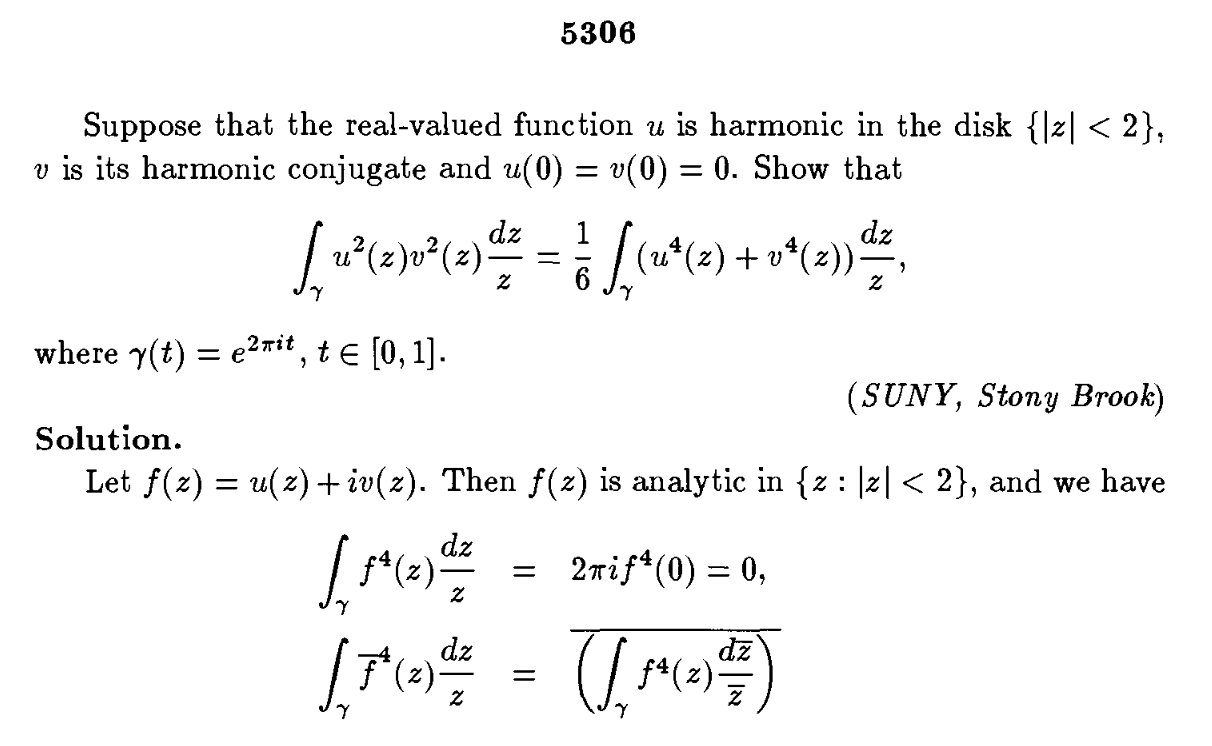 5306
Suppose that the real-valued function u is harmonic in the disk {|z| < 2},
v is its harmonic conjugate and u(0) = v(0) = 0. Show that
∫_γ u²(z)v²(z) dz/z = 1/6 ∫_γ (u⁴(z) + v⁴(z)) dz/z,
where γ(t) = e^{2πit}, t ∈ [0, 1].
(SUNY, Stony Brook)
Solution.
Let f(z) = u(z) + iv(z). Then f(z) is analytic in {z : |z| < 2}, and we have
∫_γ f⁴(z) dz/z = 2πif⁴(0) = 0,
∫_γ f̅⁴(z) dz/z = \overline{(∫_γ f⁴(z) dz̅/z̅)}